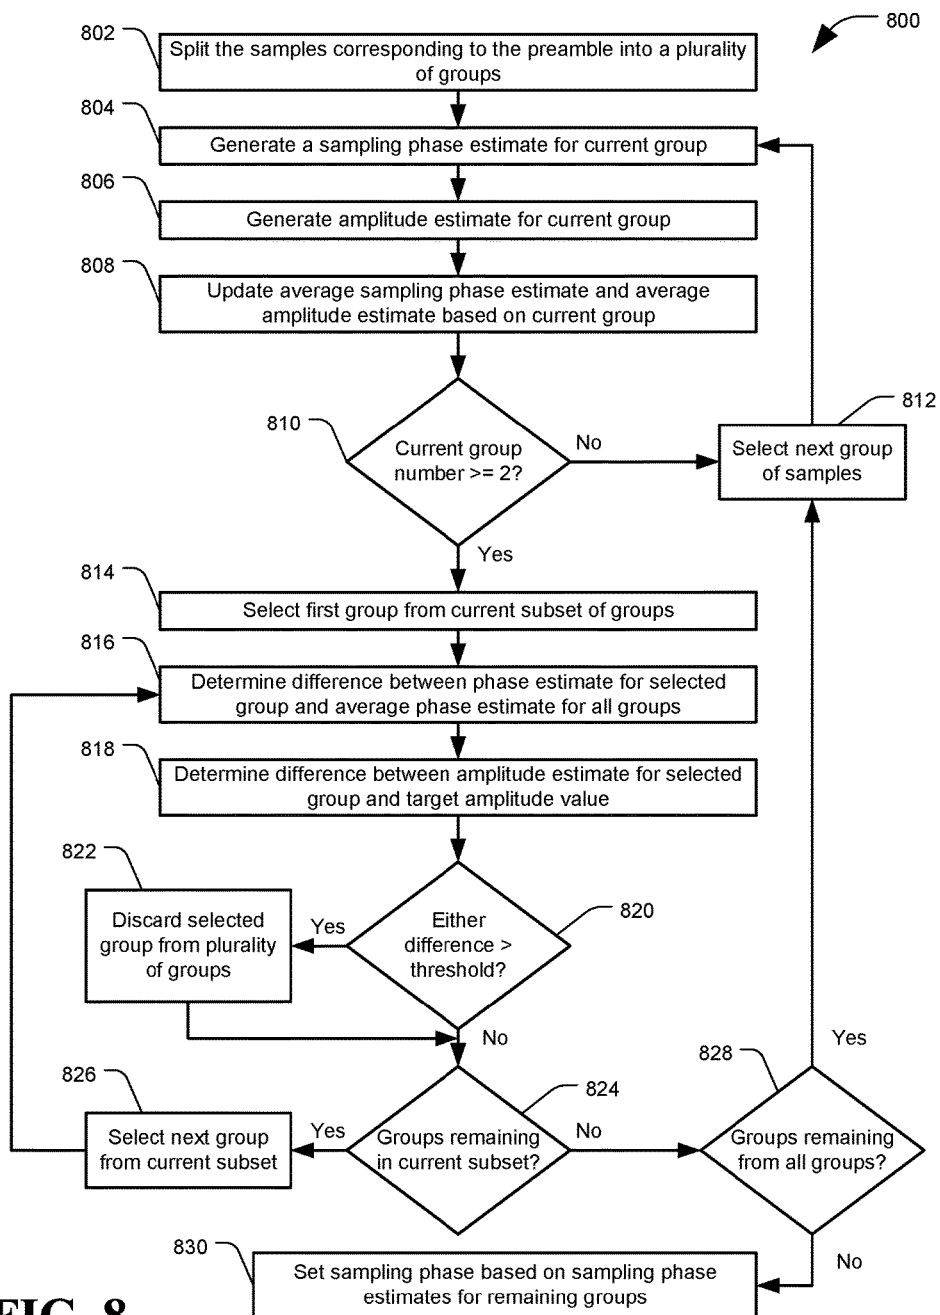 800
802
Split the samples corresponding to the preamble into a plurality
of groups
804
Generate a sampling phase estimate for current group
806
Generate amplitude estimate for current group
808
Update average sampling phase estimate and average
amplitude estimate based on current group
810
Current group
number >= 2?
No
812
Select next group
of samples
Yes
814
Select first group from current subset of groups
816
Determine difference between phase estimate for selected
group and average phase estimate for all groups
818
Determine difference between amplitude estimate for selected
group and target amplitude value
822
Discard selected
group from plurality
of groups
Yes
820
Either
difference >
threshold?
No
826
Select next group
from current subset
Yes
824
Groups remaining
in current subset?
No
828
Yes
Groups remaining
from all groups?
No
830
Set sampling phase based on sampling phase
estimates for remaining groups
FIG. 8